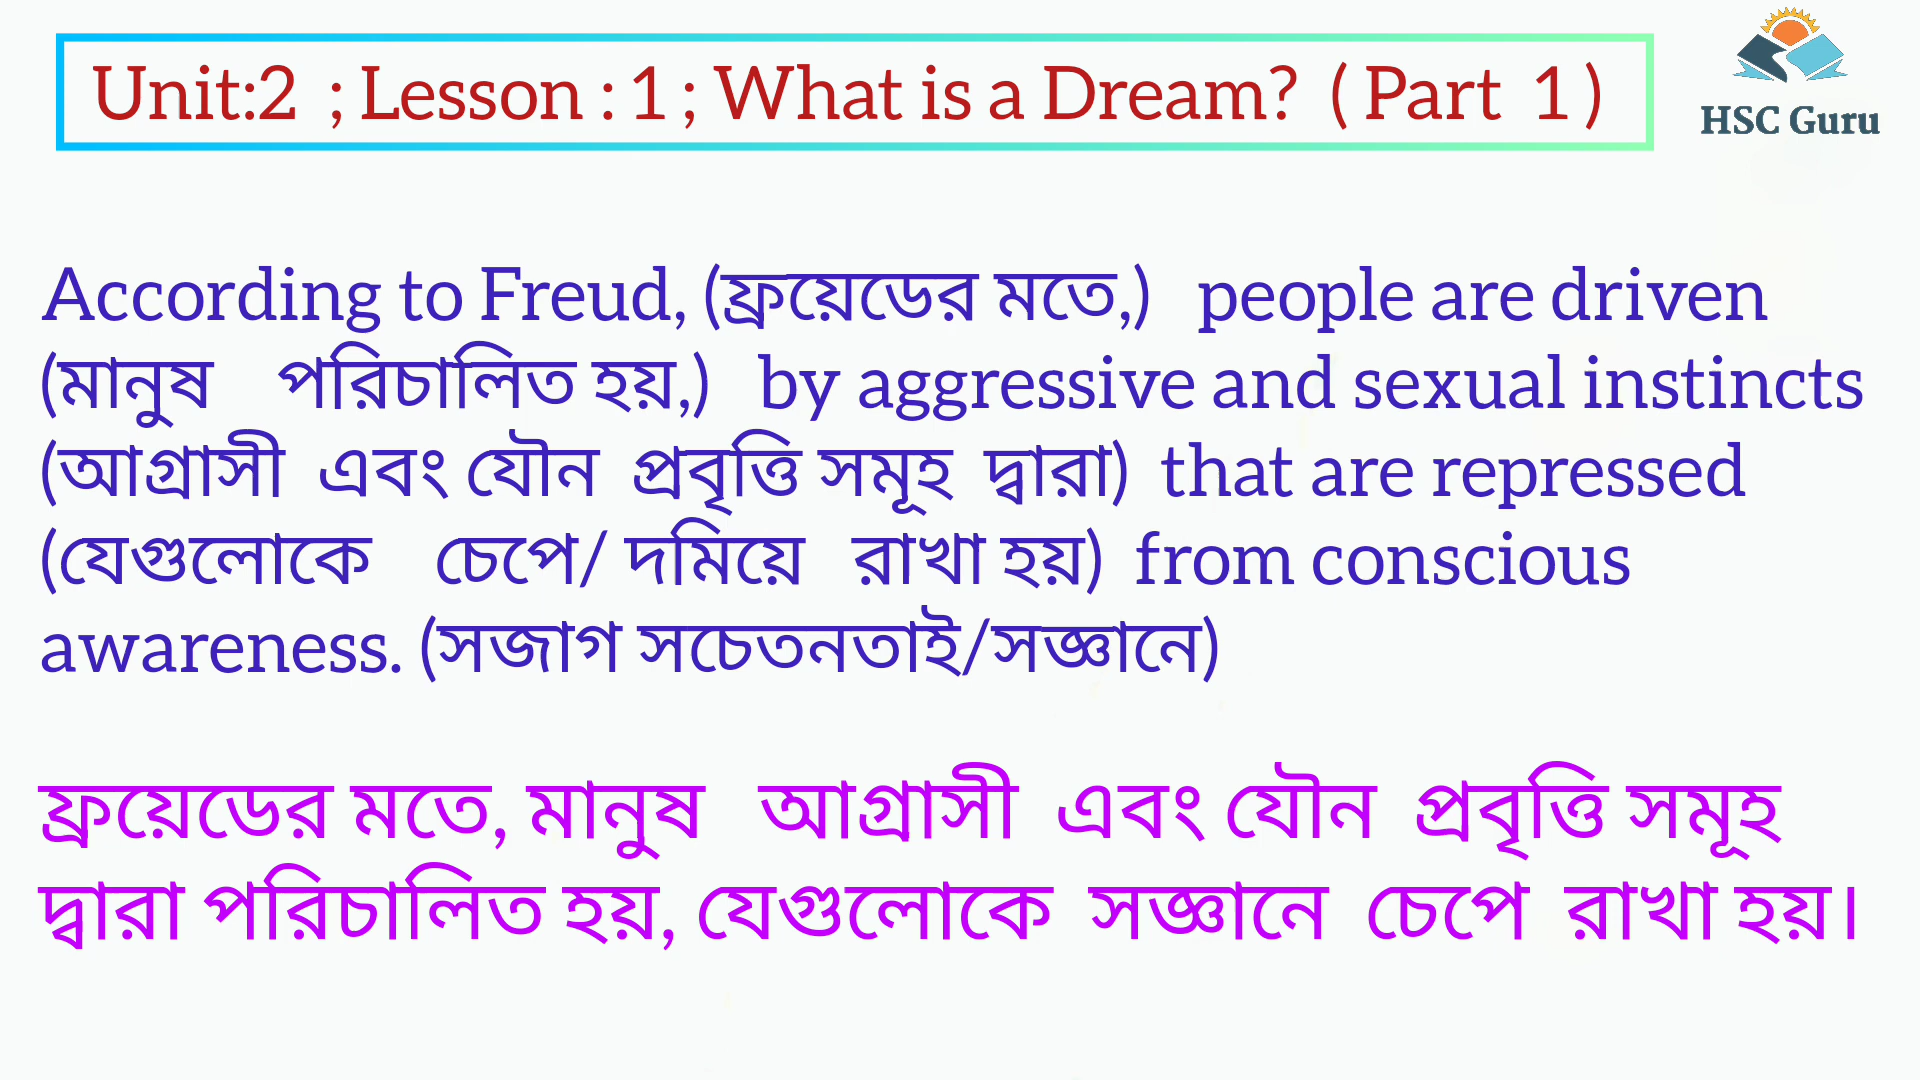 Unit:2 ; Lesson : 1 ; What is a Dream? ( Part 1 )
HSC Guru
According to Freud, (ফ্রয়েডের মতে,) people are driven
(মানুষ পরিচালিত হয়,) by aggressive and sexual instincts
(আগ্রাসী এবং যৌন প্রবৃত্তি সমূহ দ্বারা) that are repressed
(যেগুলোকে চেপে/ দমিয়ে রাখা হয়) from conscious
awareness. (সজাগ সচেতনতাই/সজ্ঞানে)
ফ্রয়েডের মতে, মানুষ আগ্রাসী এবং যৌন প্রবৃত্তি সমূহ
দ্বারা পরিচালিত হয়, যেগুলোকে সজ্ঞানে চেপে রাখা হয়।